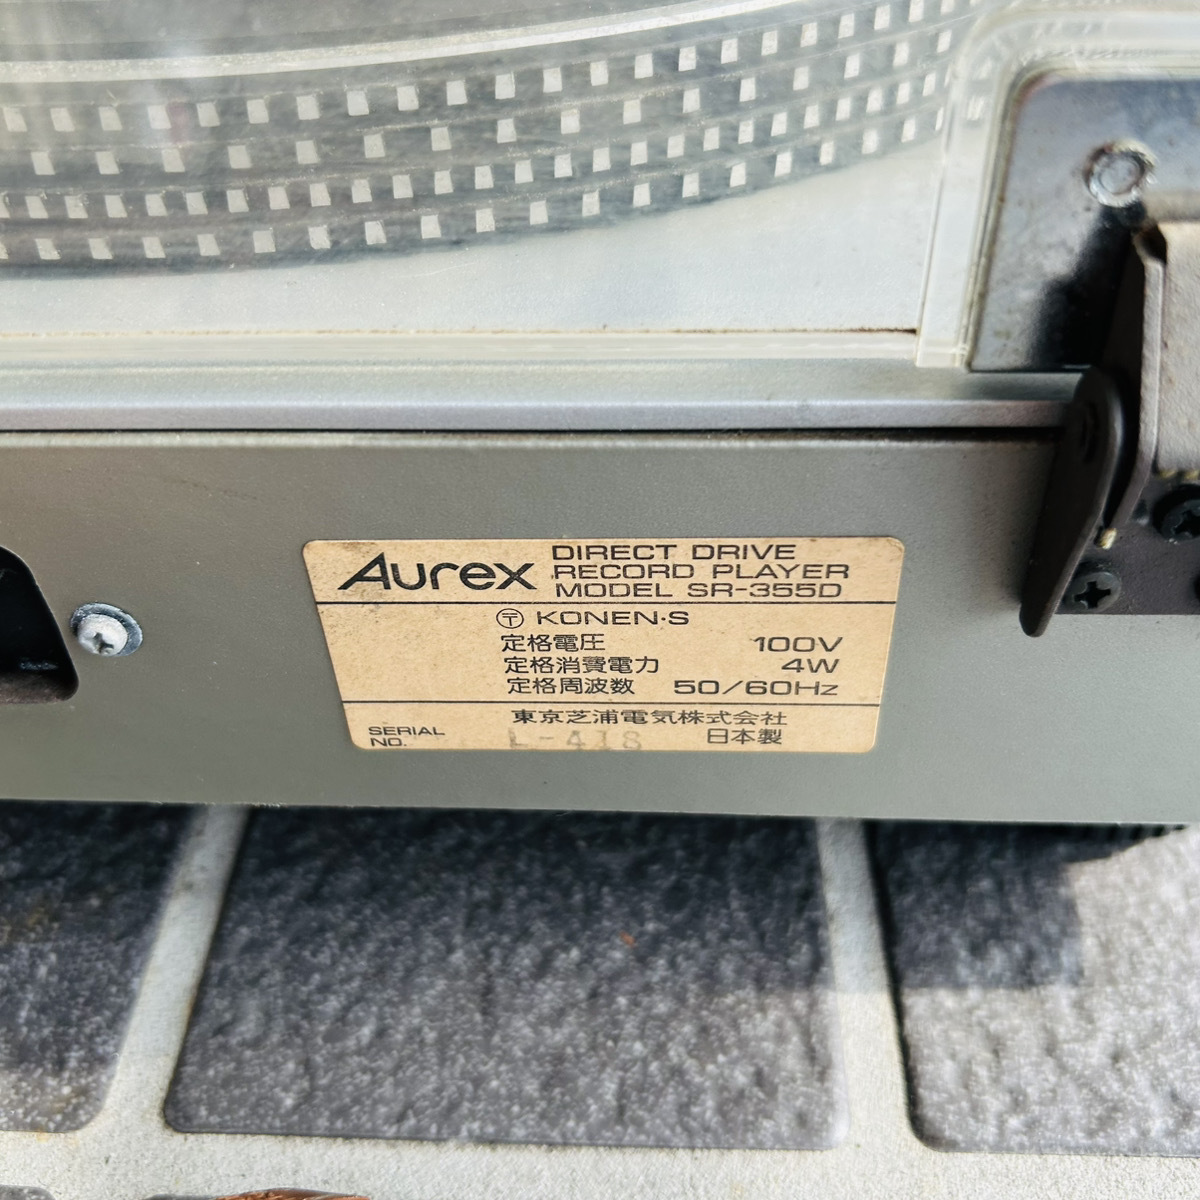 Aurex
DIRECT DRIVE
RECORD PLAYER
MODEL SR-355D
〒 KONEN·S
定格電圧 100V
定格消費電力 4W
定格周波数 50/60Hz
東京芝浦電気株式会社
SERIAL NO. L-418
日本製